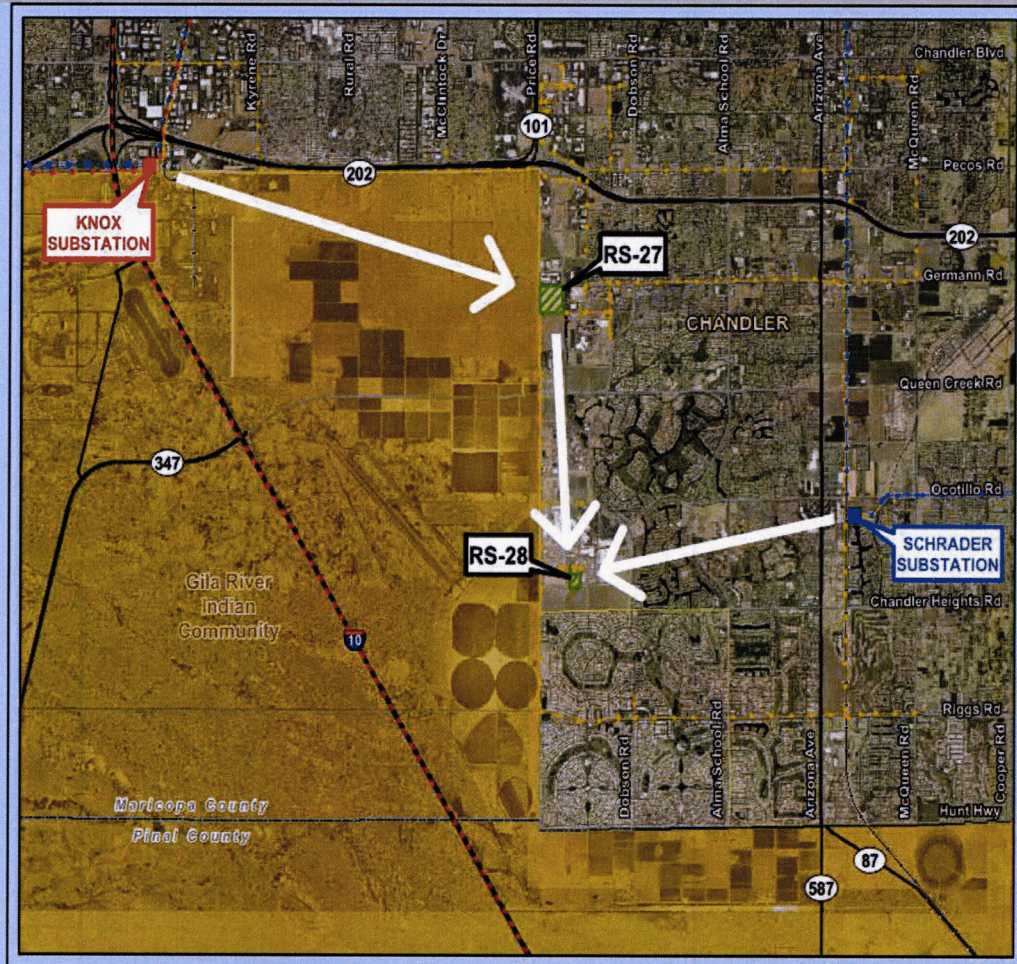 Chandler Blvd
Kyrene Rd
Rural Rd
McClintock Dr
Price Rd
Dobson Rd
Alma School Rd
Arizona Ave
McQueen Rd
101
Pecos Rd
202
KNOX
SUBSTATION
202
RS-27
Germann Rd
CHANDLER
Queen Creek Rd
347
Ocotillo Rd
RS-28
SCHRADER
SUBSTATION
Gila River
Indian
Community
Chandler Heights Rd
10
Riggs Rd
Dobson Rd
Alma School Rd
Arizona Ave
McQueen Rd
Cooper Rd
Maricopa County
Hunt Hwy
Pinal County
87
587